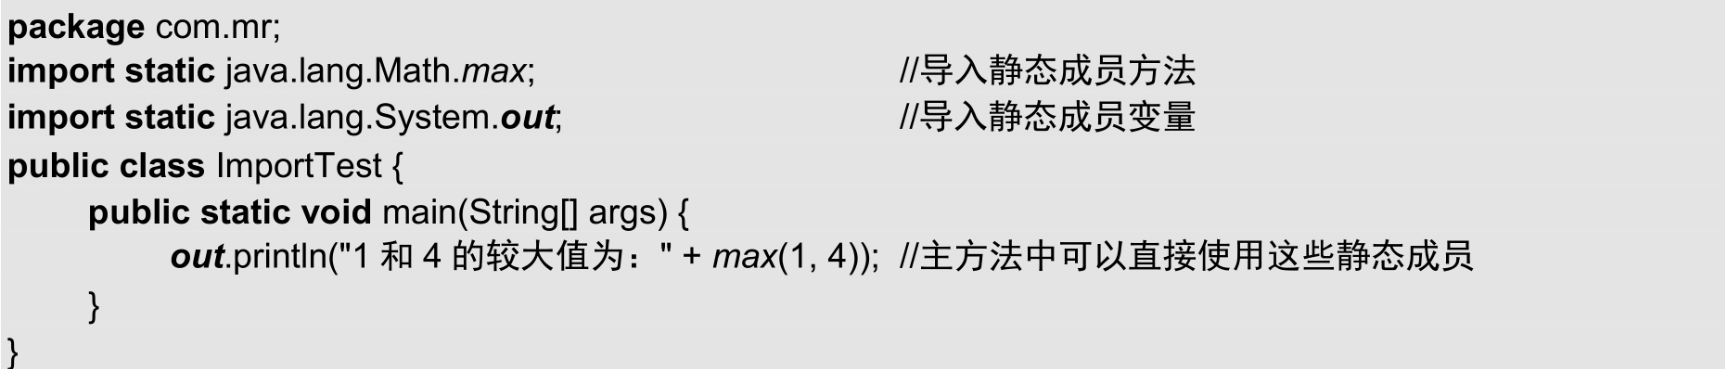 package com.mr;
import static java.lang.Math.max; //导入静态成员方法
import static java.lang.System.out; //导入静态成员变量
public class ImportTest {
public static void main(String[] args) {
out.println("1 和 4 的较大值为：" + max(1, 4)); //主方法中可以直接使用这些静态成员
}
}